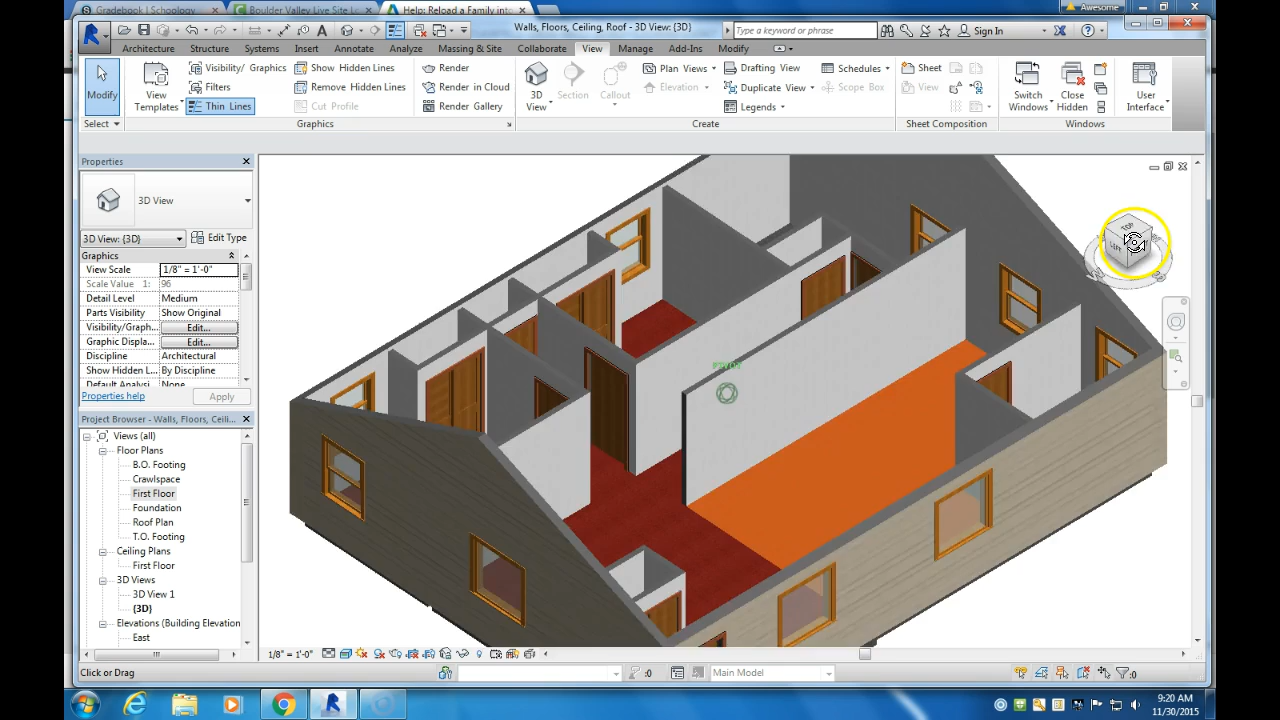 Gradebook | Schoology
Boulder Valley Live Site
Help: Reload a Family into
Awesome
Walls, Floors, Ceiling, Roof - 3D View: {3D}
Type a keyword or phrase
Sign In
Architecture Structure Systems Insert Annotate Analyze Massing & Site Collaborate View Manage Add-Ins Modify
Modify
View Templates
Visibility/ Graphics
Filters
Thin Lines
Show Hidden Lines
Remove Hidden Lines
Cut Profile
Render
Render in Cloud
Render Gallery
3D View
Section
Callout
Plan Views
Elevation
Drafting View
Duplicate View
Legends
Schedules
Scope Box
Sheet
View
Switch Windows
Close Hidden
User Interface
Select Graphics Create Sheet Composition Windows
Properties
3D View
3D View: {3D}
Edit Type
Graphics
View Scale 1/8" = 1'-0"
Scale Value 1: 96
Detail Level Medium
Parts Visibility Show Original
Visibility/Graph... Edit...
Graphic Displa... Edit...
Discipline Architectural
Show Hidden L... By Discipline
Default Analysi... None
Properties help
Apply
Project Browser - Walls, Floors, Ceili...
Views (all)
Floor Plans
B.O. Footing
Crawlspace
First Floor
Foundation
Roof Plan
T.O. Footing
Ceiling Plans
First Floor
3D Views
3D View 1
{3D}
Elevations (Building Elevation
East
PIVOT
TOP
LEFT
W
S
1/8" = 1'-0"
Click or Drag
:0
Main Model
:0
9:20 AM
11/30/2015